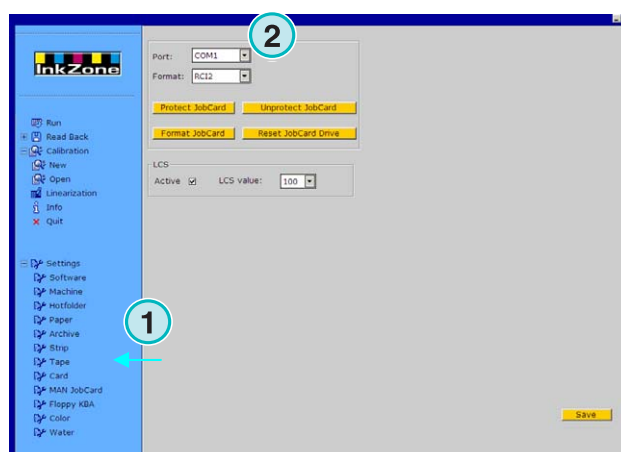 InkZone
Run
Read Back
Calibration
New
Open
Linearization
Info
Quit
Settings
Software
Machine
Hotfolder
Paper
Archive
Strip
Tape
Card
MAN JobCard
Floppy KBA
Color
Water
1
2
Port: COM1
Format: RCI2
Protect JobCard Unprotect JobCard
Format JobCard Reset JobCard Drive
LCS
Active LCS value: 100
Save